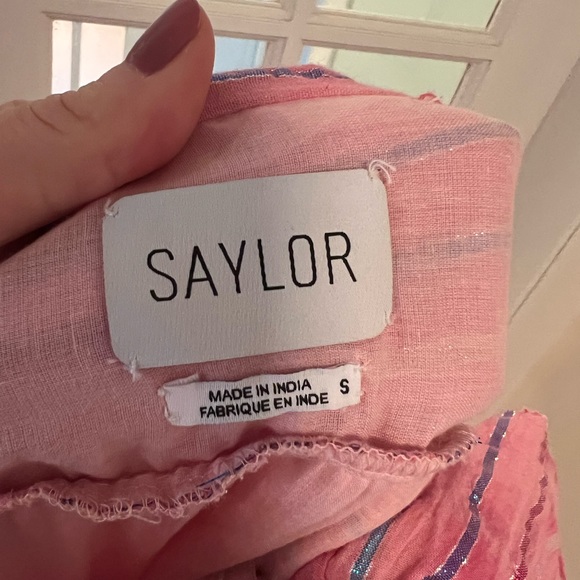 SAYLOR
MADE IN INDIA S
FABRIQUE EN INDE